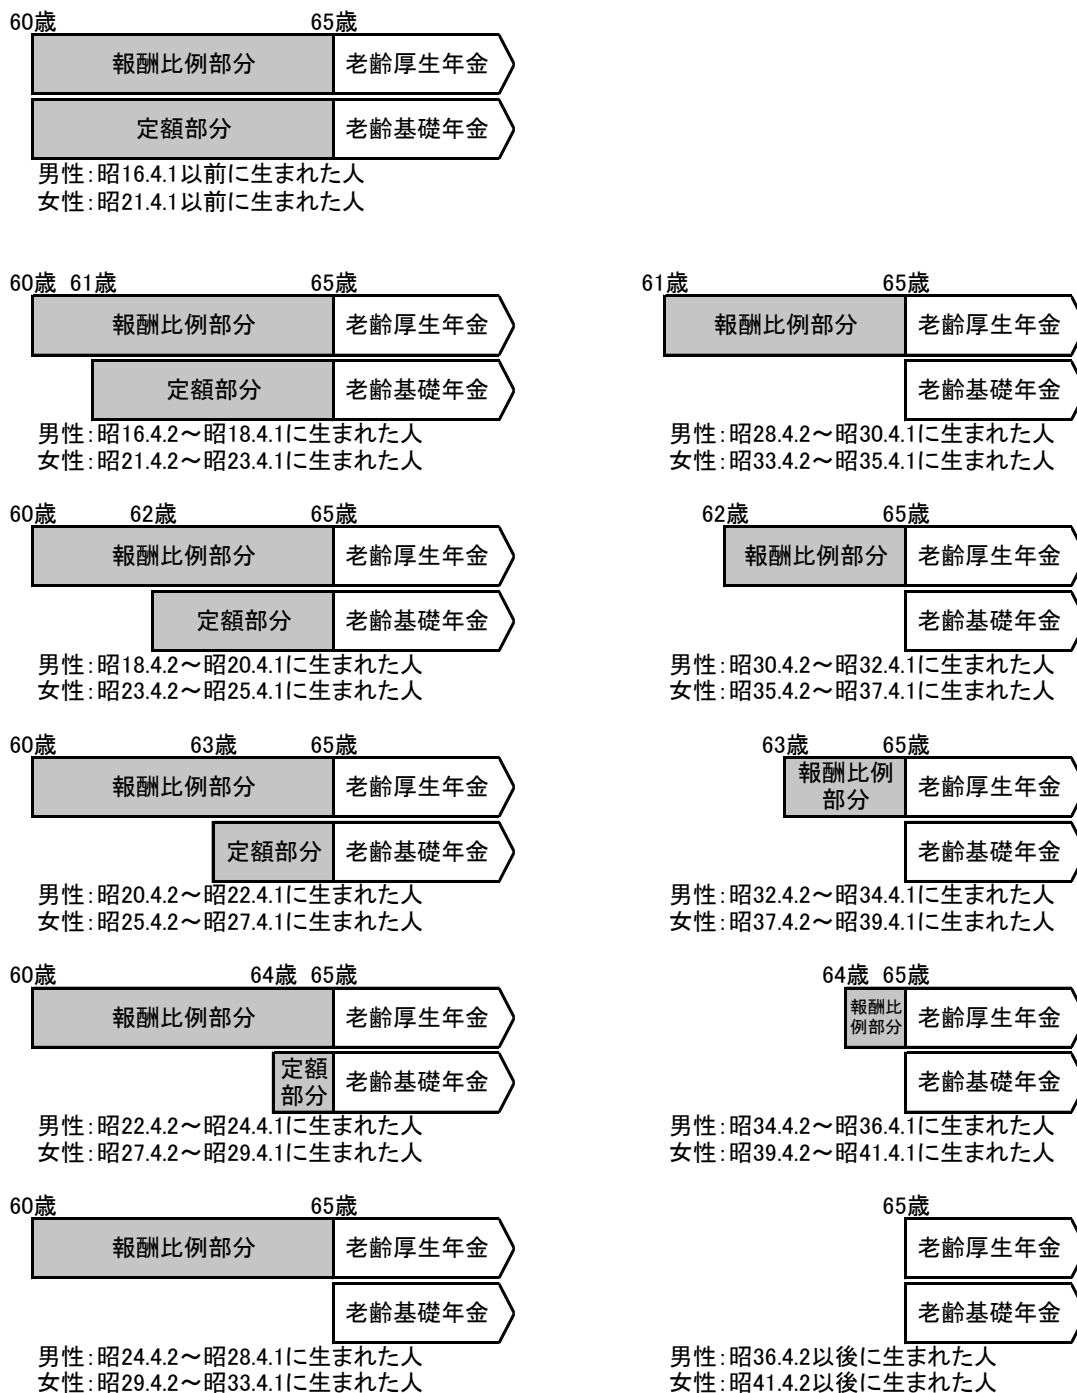 60歳 65歳
報酬比例部分 老齢厚生年金
定額部分 老齢基礎年金
男性：昭16.4.1以前に生まれた人
女性：昭21.4.1以前に生まれた人
60歳 61歳 65歳
報酬比例部分 老齢厚生年金
定額部分 老齢基礎年金
男性：昭16.4.2～昭18.4.1に生まれた人
女性：昭21.4.2～昭23.4.1に生まれた人
61歳 65歳
報酬比例部分 老齢厚生年金
老齢基礎年金
男性：昭28.4.2～昭30.4.1に生まれた人
女性：昭33.4.2～昭35.4.1に生まれた人
60歳 62歳 65歳
報酬比例部分 老齢厚生年金
定額部分 老齢基礎年金
男性：昭18.4.2～昭20.4.1に生まれた人
女性：昭23.4.2～昭25.4.1に生まれた人
62歳 65歳
報酬比例部分 老齢厚生年金
老齢基礎年金
男性：昭30.4.2～昭32.4.1に生まれた人
女性：昭35.4.2～昭37.4.1に生まれた人
60歳 63歳 65歳
報酬比例部分 老齢厚生年金
定額部分 老齢基礎年金
男性：昭20.4.2～昭22.4.1に生まれた人
女性：昭25.4.2～昭27.4.1に生まれた人
63歳 65歳
報酬比例
部分
老齢厚生年金
老齢基礎年金
男性：昭32.4.2～昭34.4.1に生まれた人
女性：昭37.4.2～昭39.4.1に生まれた人
60歳 64歳 65歳
報酬比例部分 老齢厚生年金
定額
部分
老齢基礎年金
男性：昭22.4.2～昭24.4.1に生まれた人
女性：昭27.4.2～昭29.4.1に生まれた人
64歳 65歳
報酬比
例部分
老齢厚生年金
老齢基礎年金
男性：昭34.4.2～昭36.4.1に生まれた人
女性：昭39.4.2～昭41.4.1に生まれた人
60歳 65歳
報酬比例部分 老齢厚生年金
老齢基礎年金
男性：昭24.4.2～昭28.4.1に生まれた人
女性：昭29.4.2～昭33.4.1に生まれた人
65歳
老齢厚生年金
老齢基礎年金
男性：昭36.4.2以後に生まれた人
女性：昭41.4.2以後に生まれた人